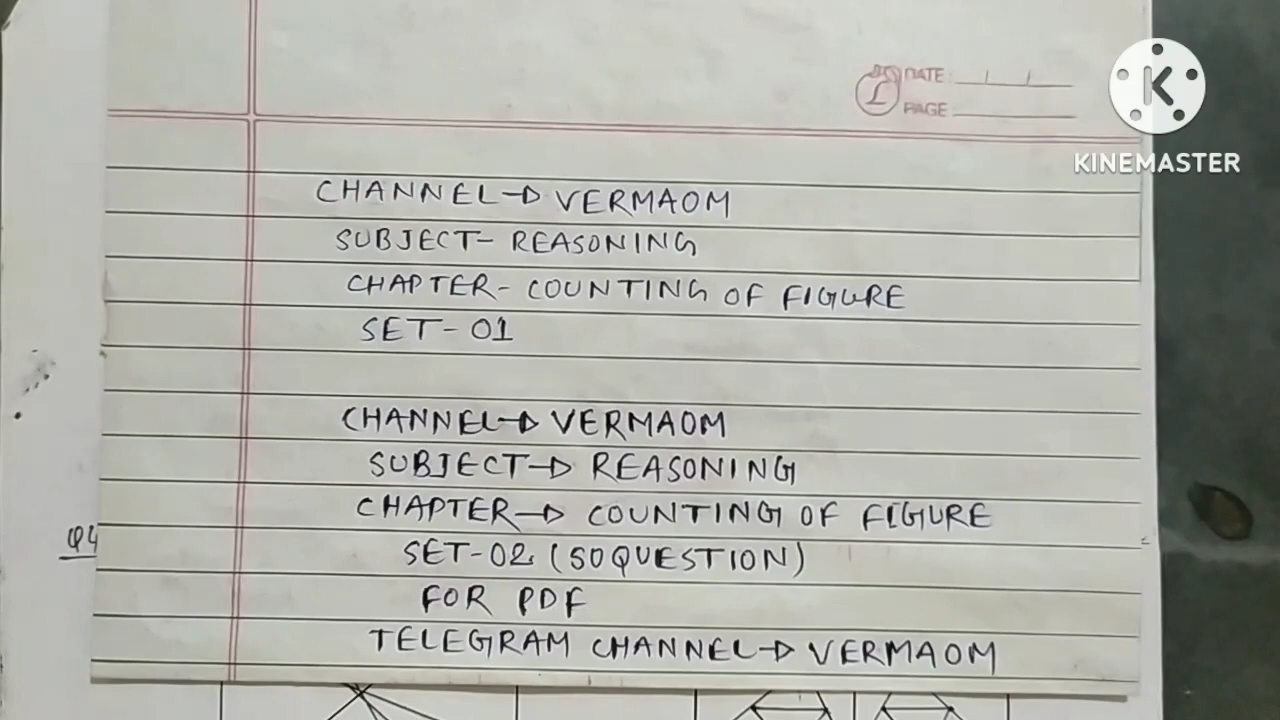 DATE:
PAGE
KINEMASTER
CHANNEL→ VERMAOM
SUBJECT- REASONING
CHAPTER- COUNTING OF FIGURE
SET-01
CHANNEL→ VERMAOM
SUBJECT→ REASONING
CHAPTER→ COUNTING OF FIGURE
Q4
SET-02 (50QUESTION)
FOR PDF
TELEGRAM CHANNEL→ VERMAOM